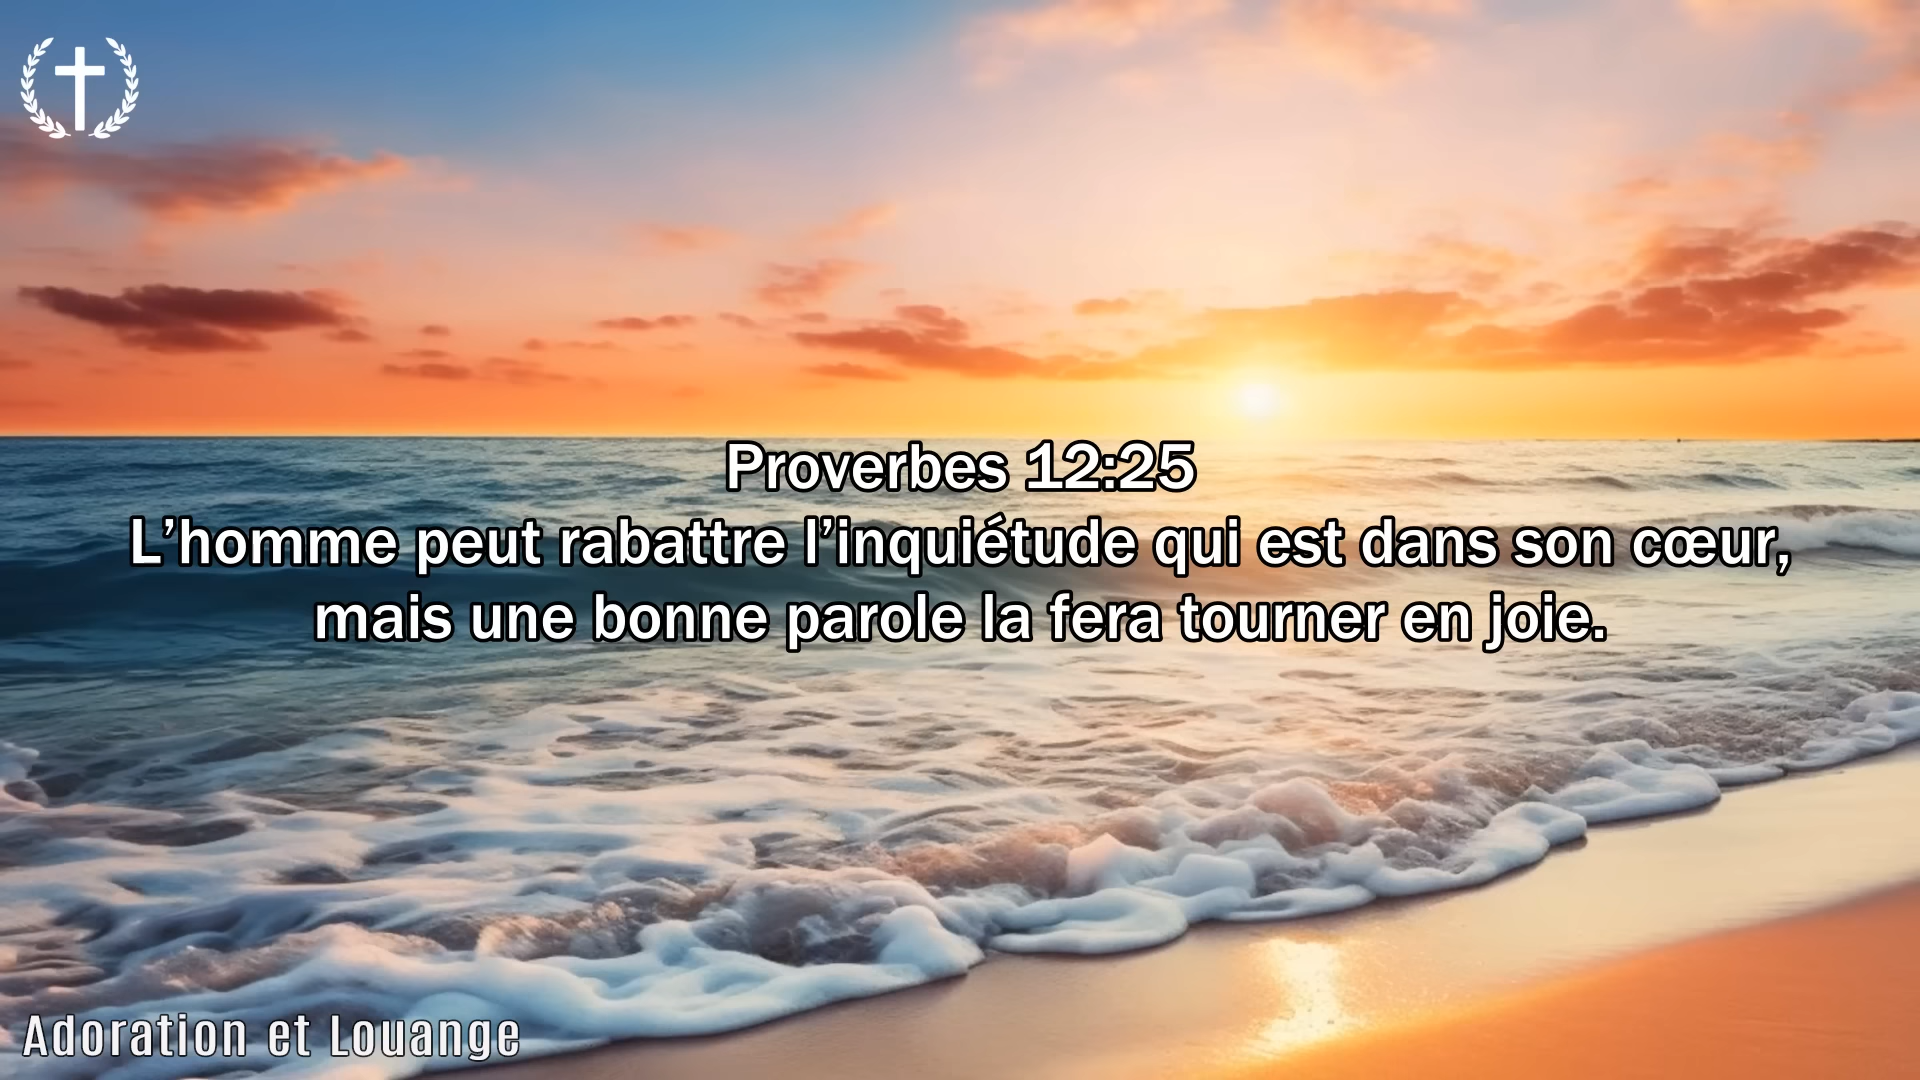 Proverbes 12:25
L’homme peut rabattre l’inquiétude qui est dans son cœur,
mais une bonne parole la fera tourner en joie.
Adoration et Louange